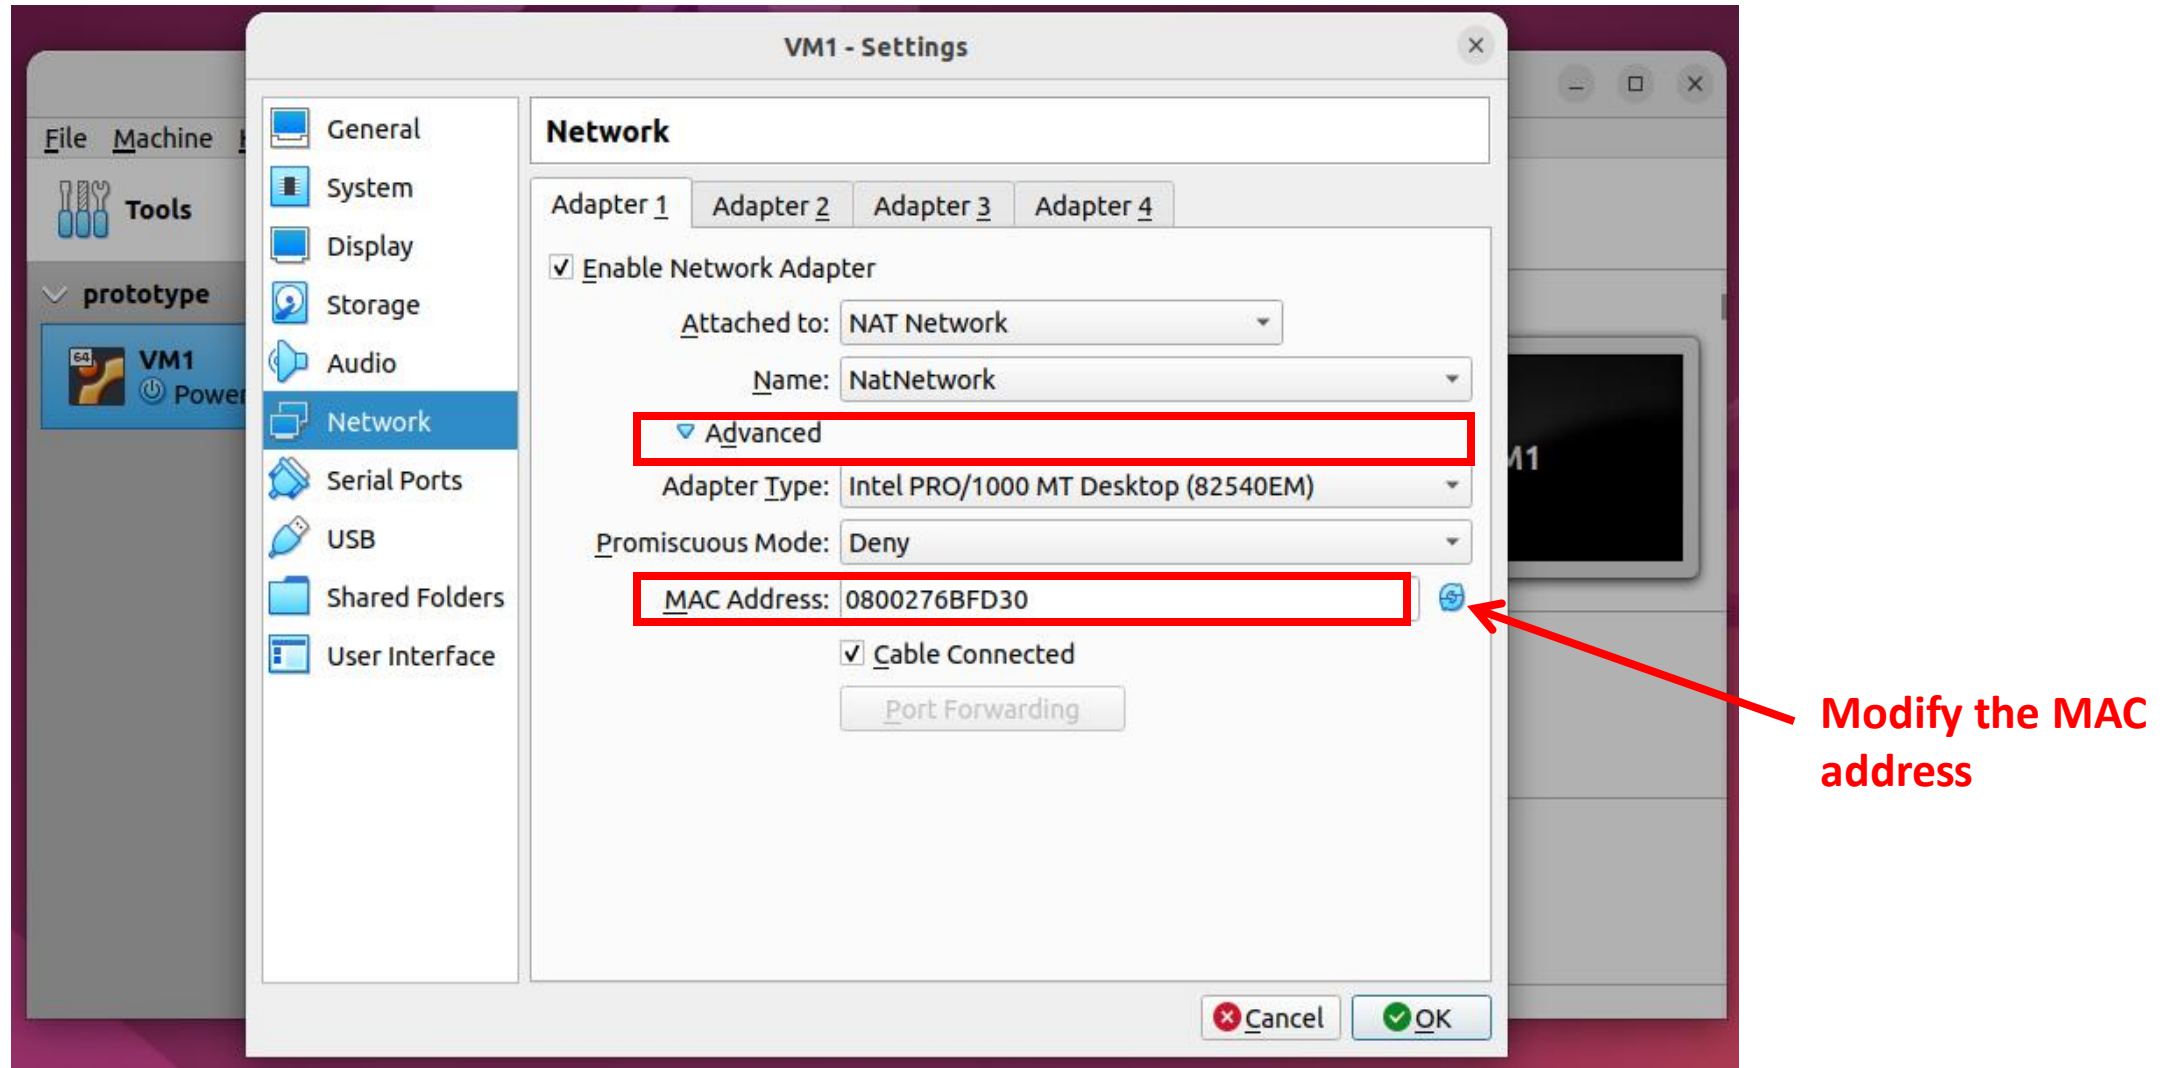 VM1 - Settings
File Machine
Tools
prototype
64
VM1
Power
General
System
Display
Storage
Audio
Network
Serial Ports
USB
Shared Folders
User Interface
Network
Adapter 1 Adapter 2 Adapter 3 Adapter 4
Enable Network Adapter
Attached to: NAT Network
Name: NatNetwork
Advanced
Adapter Type: Intel PRO/1000 MT Desktop (82540EM)
Promiscuous Mode: Deny
MAC Address: 0800276BFD30
Cable Connected
Port Forwarding
Cancel OK
Modify the MAC
address